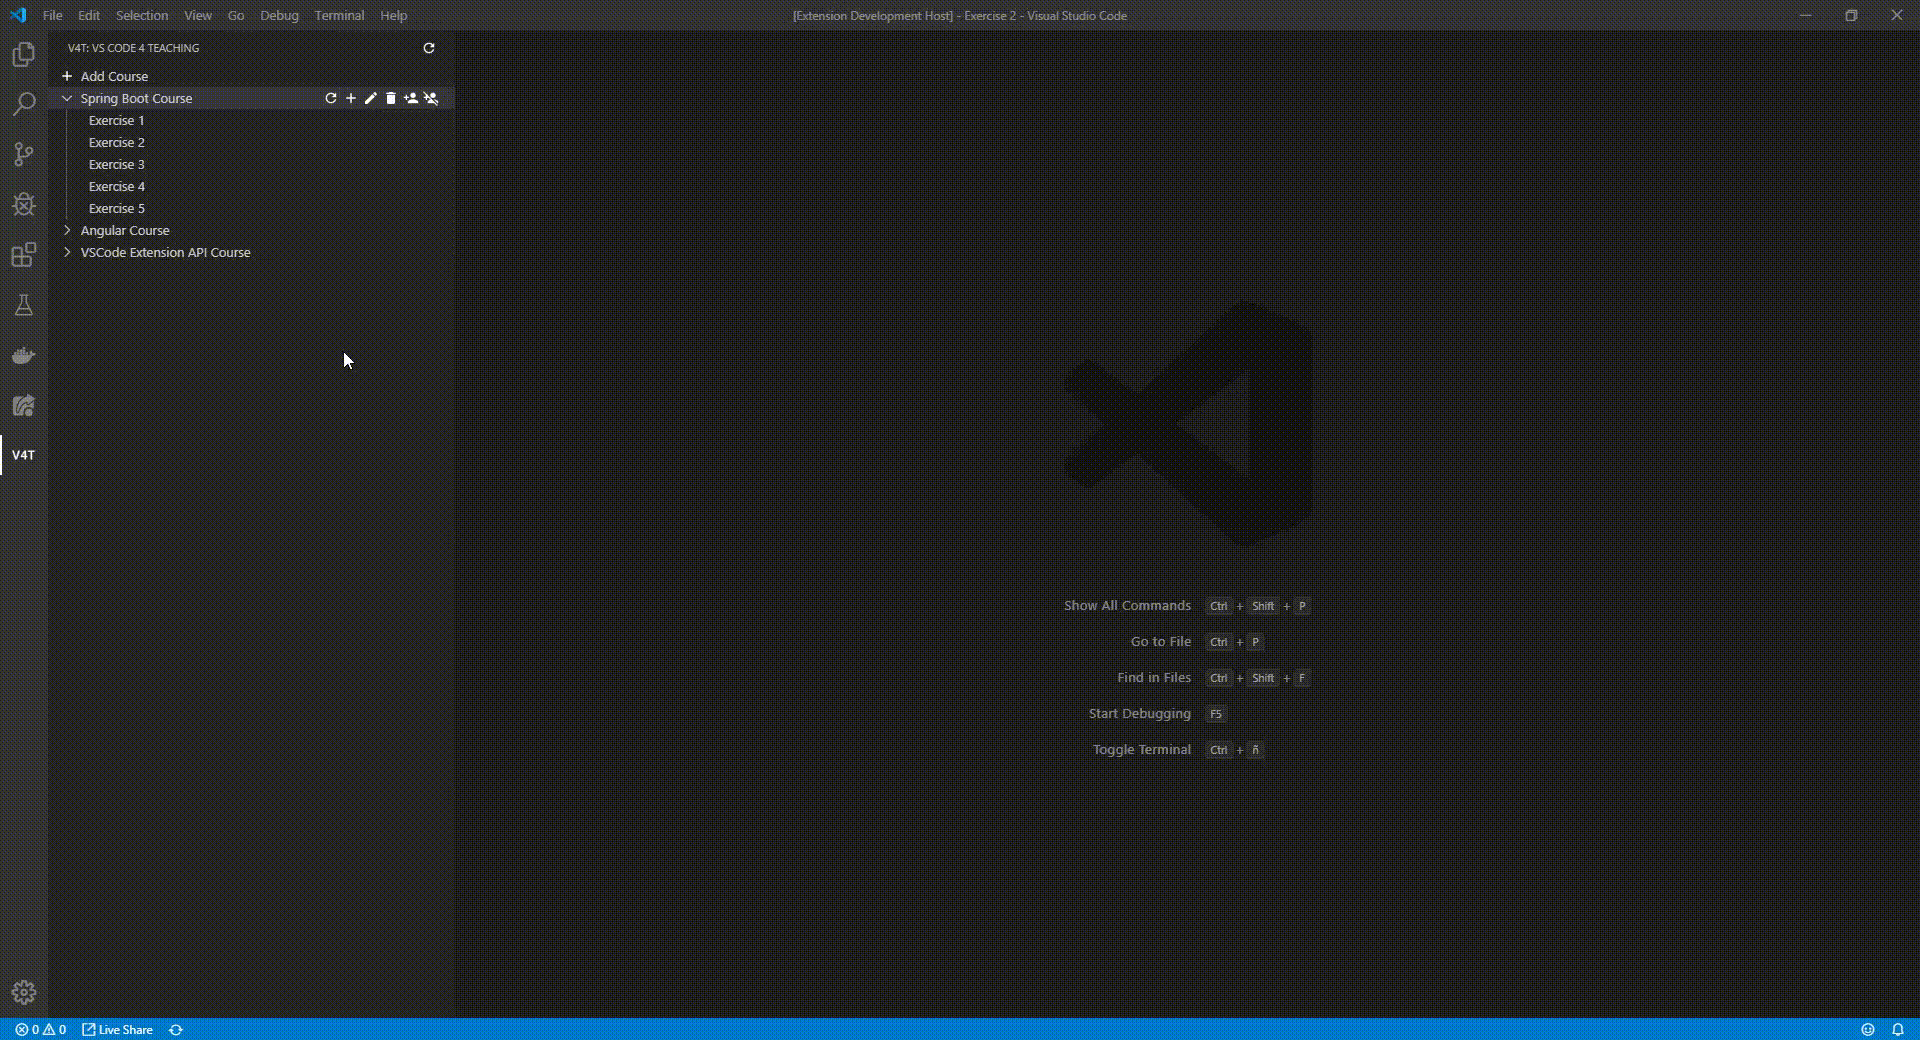 File Edit Selection View Go Debug Terminal Help
[Extension Development Host] - Exercise 2 - Visual Studio Code
V4T: VS CODE 4 TEACHING
Add Course
Spring Boot Course
Exercise 1
Exercise 2
Exercise 3
Exercise 4
Exercise 5
Angular Course
VSCode Extension API Course
V4T
Show All Commands Ctrl + Shift + P
Go to File Ctrl + P
Find in Files Ctrl + Shift + F
Start Debugging F5
Toggle Terminal Ctrl + ñ
0 0 Live Share